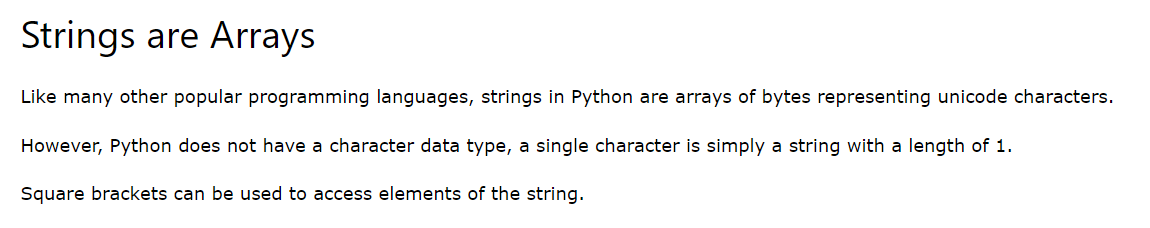 Strings are Arrays
Like many other popular programming languages, strings in Python are arrays of bytes representing unicode characters.
However, Python does not have a character data type, a single character is simply a string with a length of 1.
Square brackets can be used to access elements of the string.